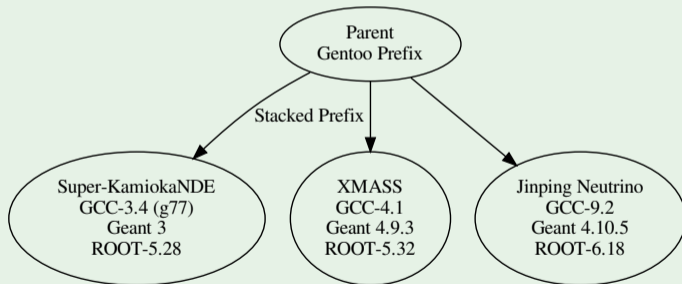 Parent
Gentoo Prefix
Stacked Prefix
Super-KamiokaNDE
GCC-3.4 (g77)
Geant 3
ROOT-5.28
XMASS
GCC-4.1
Geant 4.9.3
ROOT-5.32
Jinping Neutrino
GCC-9.2
Geant 4.10.5
ROOT-6.18